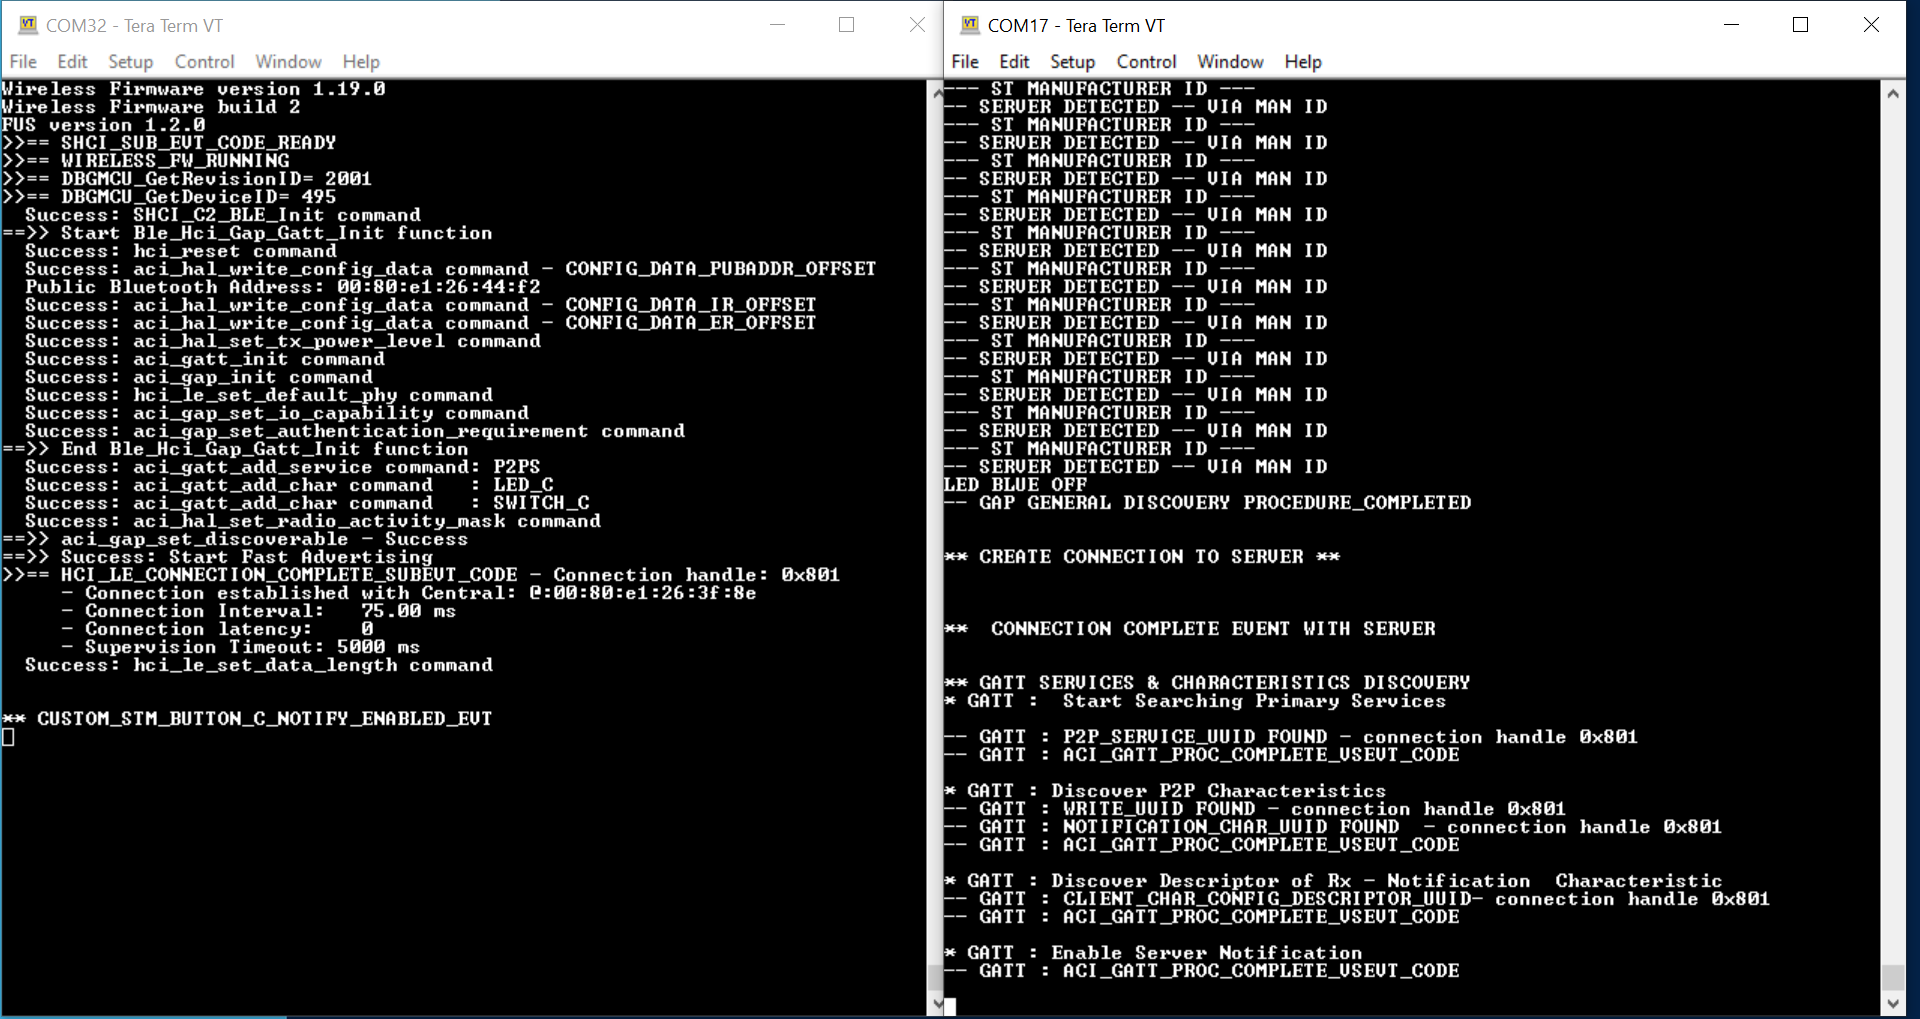 COM32 - Tera Term VT
File Edit Setup Control Window Help
Wireless Firmware version 1.19.0
Wireless Firmware build 2
FUS version 1.2.0
>>== SHCI_SUB_EVT_CODE_READY
>>== WIRELESS_FW_RUNNING
>>== DBGMCU_GetRevisionID= 2001
>>== DBGMCU_GetDeviceID= 495
Success: SHCI_C2_BLE_Init command
==>> Start Ble_Hci_Gap_Gatt_Init function
Success: hci_reset command
Success: aci_hal_write_config_data command - CONFIG_DATA_PUBADDR_OFFSET
Public Bluetooth Address: 00:80:e1:26:44:f2
Success: aci_hal_write_config_data command - CONFIG_DATA_IR_OFFSET
Success: aci_hal_write_config_data command - CONFIG_DATA_ER_OFFSET
Success: aci_hal_set_tx_power_level command
Success: aci_gatt_init command
Success: aci_gap_init command
Success: hci_le_set_default_phy command
Success: aci_gap_set_io_capability command
Success: aci_gap_set_authentication_requirement command
==>> End Ble_Hci_Gap_Gatt_Init function
Success: aci_gatt_add_service command: P2PS
Success: aci_gatt_add_char command   : LED_C
Success: aci_gatt_add_char command   : SWITCH_C
Success: aci_hal_set_radio_activity_mask command
==>> aci_gap_set_discoverable - Success
==>> Success: Start Fast Advertising
>>== HCI_LE_CONNECTION_COMPLETE_SUBEVT_CODE - Connection handle: 0x801
- Connection established with Central: @:00:80:e1:26:3f:8e
- Connection Interval:   75.00 ms
- Connection latency:    0
- Supervision Timeout: 5000 ms
Success: hci_le_set_data_length command
** CUSTOM_STM_BUTTON_C_NOTIFY_ENABLED_EVT
COM17 - Tera Term VT
File Edit Setup Control Window Help
--- ST MANUFACTURER ID ---
-- SERVER DETECTED -- VIA MAN ID
--- ST MANUFACTURER ID ---
-- SERVER DETECTED -- VIA MAN ID
--- ST MANUFACTURER ID ---
-- SERVER DETECTED -- VIA MAN ID
--- ST MANUFACTURER ID ---
-- SERVER DETECTED -- VIA MAN ID
--- ST MANUFACTURER ID ---
-- SERVER DETECTED -- VIA MAN ID
--- ST MANUFACTURER ID ---
-- SERVER DETECTED -- VIA MAN ID
--- ST MANUFACTURER ID ---
-- SERVER DETECTED -- VIA MAN ID
--- ST MANUFACTURER ID ---
-- SERVER DETECTED -- VIA MAN ID
--- ST MANUFACTURER ID ---
-- SERVER DETECTED -- VIA MAN ID
--- ST MANUFACTURER ID ---
-- SERVER DETECTED -- VIA MAN ID
--- ST MANUFACTURER ID ---
-- SERVER DETECTED -- VIA MAN ID
LED BLUE OFF
-- GAP GENERAL DISCOVERY PROCEDURE_COMPLETED
** CREATE CONNECTION TO SERVER **
**  CONNECTION COMPLETE EVENT WITH SERVER
** GATT SERVICES & CHARACTERISTICS DISCOVERY
* GATT :  Start Searching Primary Services
-- GATT : P2P_SERVICE_UUID FOUND - connection handle 0x801
-- GATT : ACI_GATT_PROC_COMPLETE_VSEVT_CODE
* GATT : Discover P2P Characteristics
-- GATT : WRITE_UUID FOUND - connection handle 0x801
-- GATT : NOTIFICATION_CHAR_UUID FOUND  - connection handle 0x801
-- GATT : ACI_GATT_PROC_COMPLETE_VSEVT_CODE
* GATT : Discover Descriptor of Rx - Notification  Characteristic
-- GATT : CLIENT_CHAR_CONFIG_DESCRIPTOR_UUID- connection handle 0x801
-- GATT : ACI_GATT_PROC_COMPLETE_VSEVT_CODE
* GATT : Enable Server Notification
-- GATT : ACI_GATT_PROC_COMPLETE_VSEVT_CODE